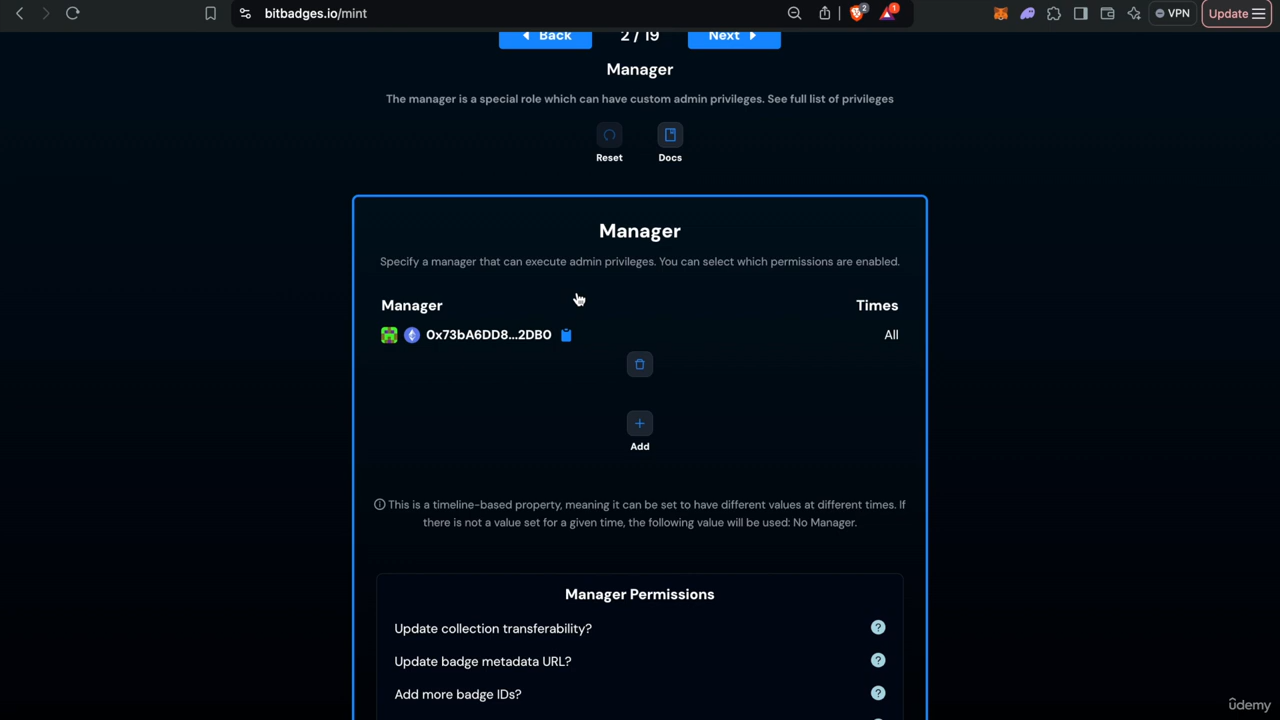 bitbadges.io/mint
2
1
VPN
Update
Back
2 / 19
Next
Manager
The manager is a special role which can have custom admin privileges. See full list of privileges
Reset
Docs
Manager
Specify a manager that can execute admin privileges. You can select which permissions are enabled.
Manager
Times
0x73bA6DD8...2DB0
All
Add
This is a timeline-based property, meaning it can be set to have different values at different times. If
there is not a value set for a given time, the following value will be used: No Manager.
Manager Permissions
Update collection transferability?
?
Update badge metadata URL?
?
Add more badge IDs?
?
ûdemy